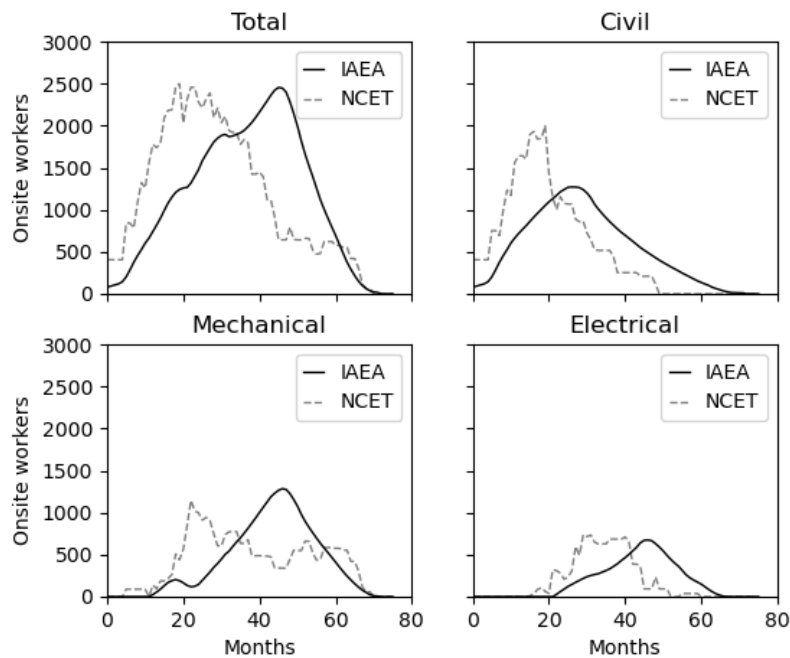 Total
Civil
3000
2500
2000
1500
1000
500
0
Onsite workers
IAEA
NCET
IAEA
NCET
Mechanical
Electrical
3000
2500
2000
1500
1000
500
0
Onsite workers
IAEA
NCET
IAEA
NCET
0 20 40 60 80
0 20 40 60 80
Months
Months